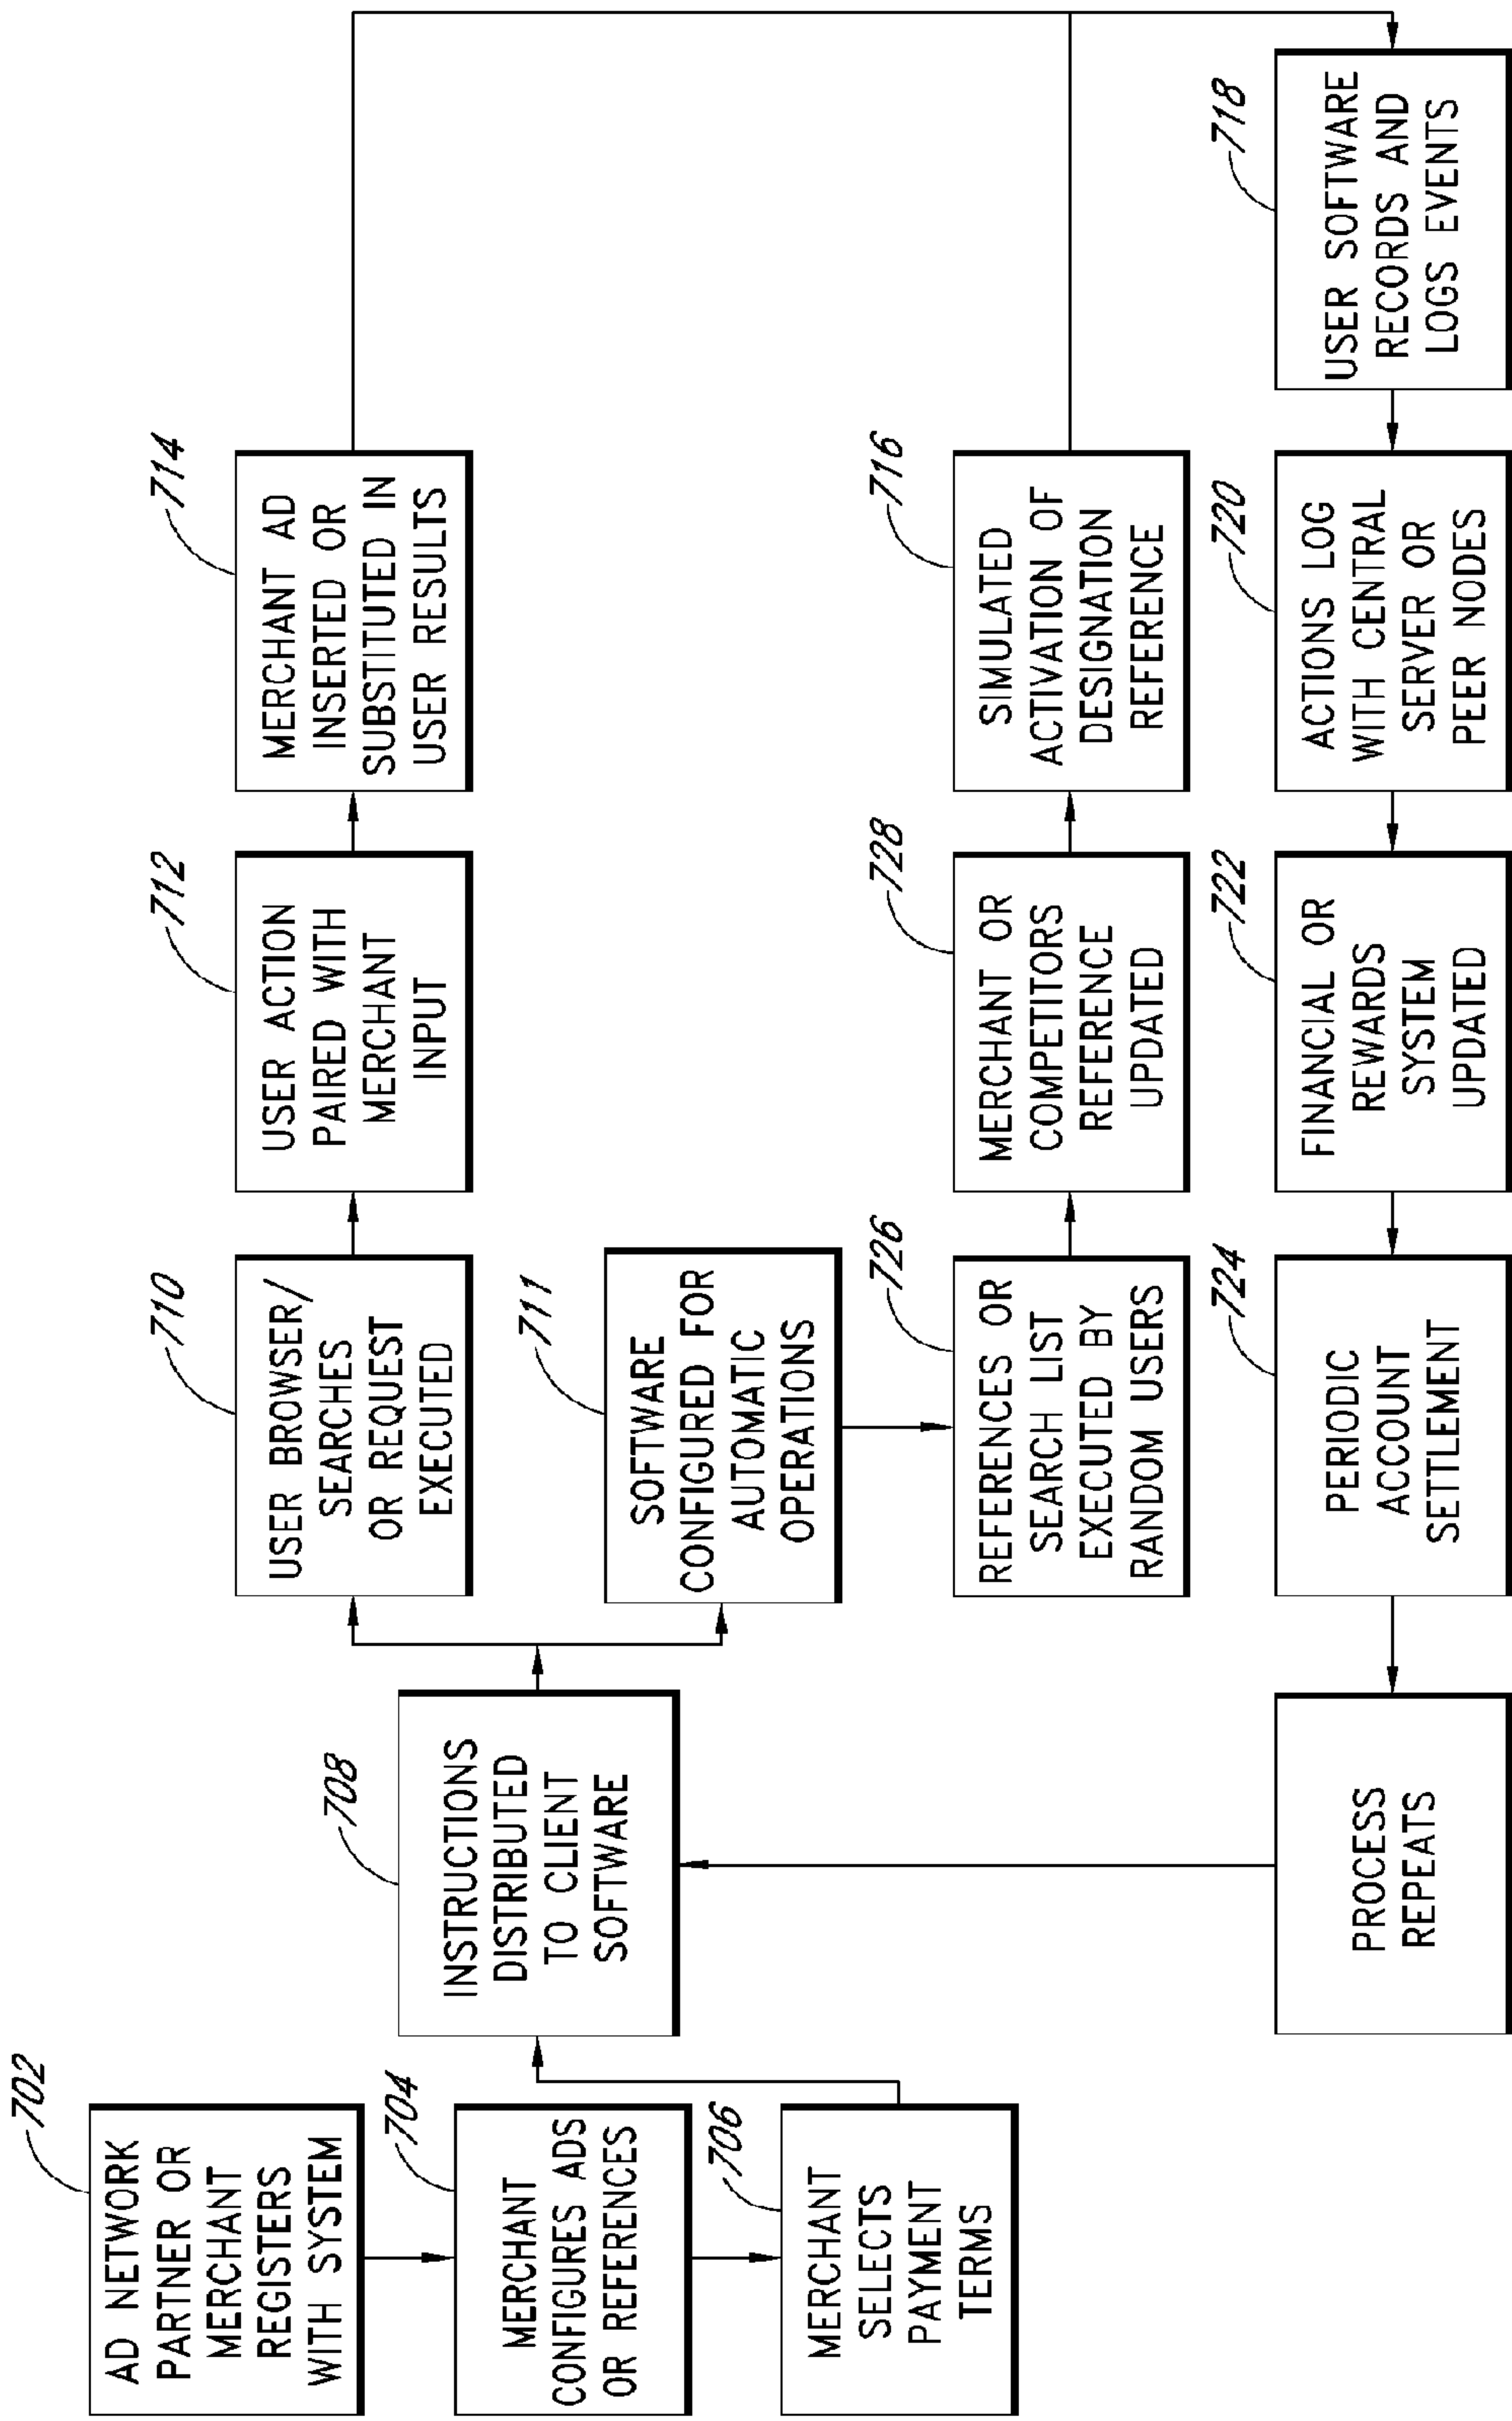 702
AD NETWORK
PARTNER OR
MERCHANT
REGISTERS
WITH SYSTEM
704
MERCHANT
CONFIGURES ADS
OR REFERENCES
706
MERCHANT
SELECTS
PAYMENT
TERMS
708
INSTRUCTIONS
DISTRIBUTED
TO CLIENT
SOFTWARE
710
USER BROWSER/
SEARCHES
OR REQUEST
EXECUTED
712
USER ACTION
PAIRED WITH
MERCHANT
INPUT
714
MERCHANT AD
INSERTED OR
SUBSTITUTED IN
USER RESULTS
711
SOFTWARE
CONFIGURED FOR
AUTOMATIC
OPERATIONS
726
REFERENCES OR
SEARCH LIST
EXECUTED BY
RANDOM USERS
728
MERCHANT OR
COMPETITORS
REFERENCE
UPDATED
716
SIMULATED
ACTIVATION OF
DESIGNATION
REFERENCE
718
USER SOFTWARE
RECORDS AND
LOGS EVENTS
720
ACTIONS LOG
WITH CENTRAL
SERVER OR
PEER NODES
722
FINANCIAL OR
REWARDS
SYSTEM
UPDATED
724
PERIODIC
ACCOUNT
SETTLEMENT
PROCESS
REPEATS